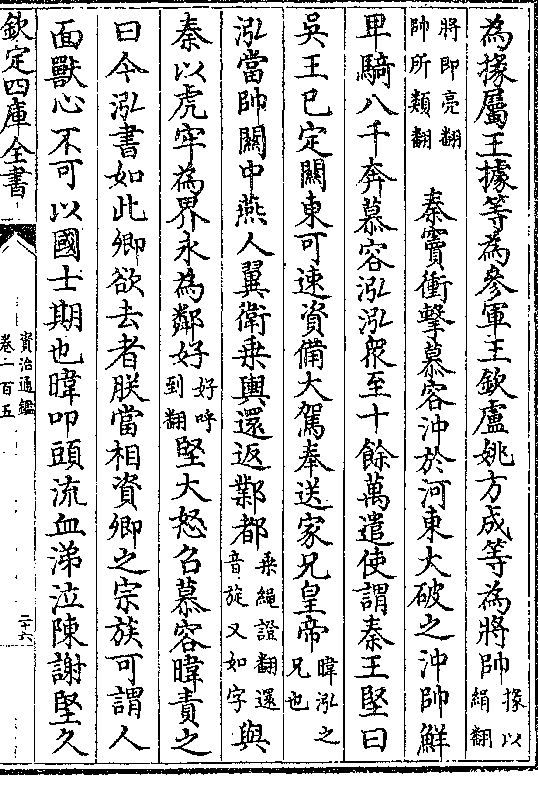 為掾屬王據等為參軍王欽盧姚方成等為將帥掾以絹翻
將即亮翻帥所類翻　秦竇衝擊慕容沖於河東大破之沖帥鮮
卑騎八千奔慕容泓泓衆至十餘萬遣使謂秦王堅曰
吳王已定關東可速資備大駕奉送家兄皇帝暐泓之兄也
泓當帥關中燕人翼衛乗輿還返鄴都乗繩證翻還音旋又如字與
秦以虎牢為界永為鄰好好呼到翻堅大怒召慕容暐責之
曰今泓書如此卿欲去者朕當相資卿之宗族可謂人
面獸心不可以國士期也暐叩頭流血涕泣陳謝堅久
欽定四庫全書
資治通鑑
卷一百五
二十六